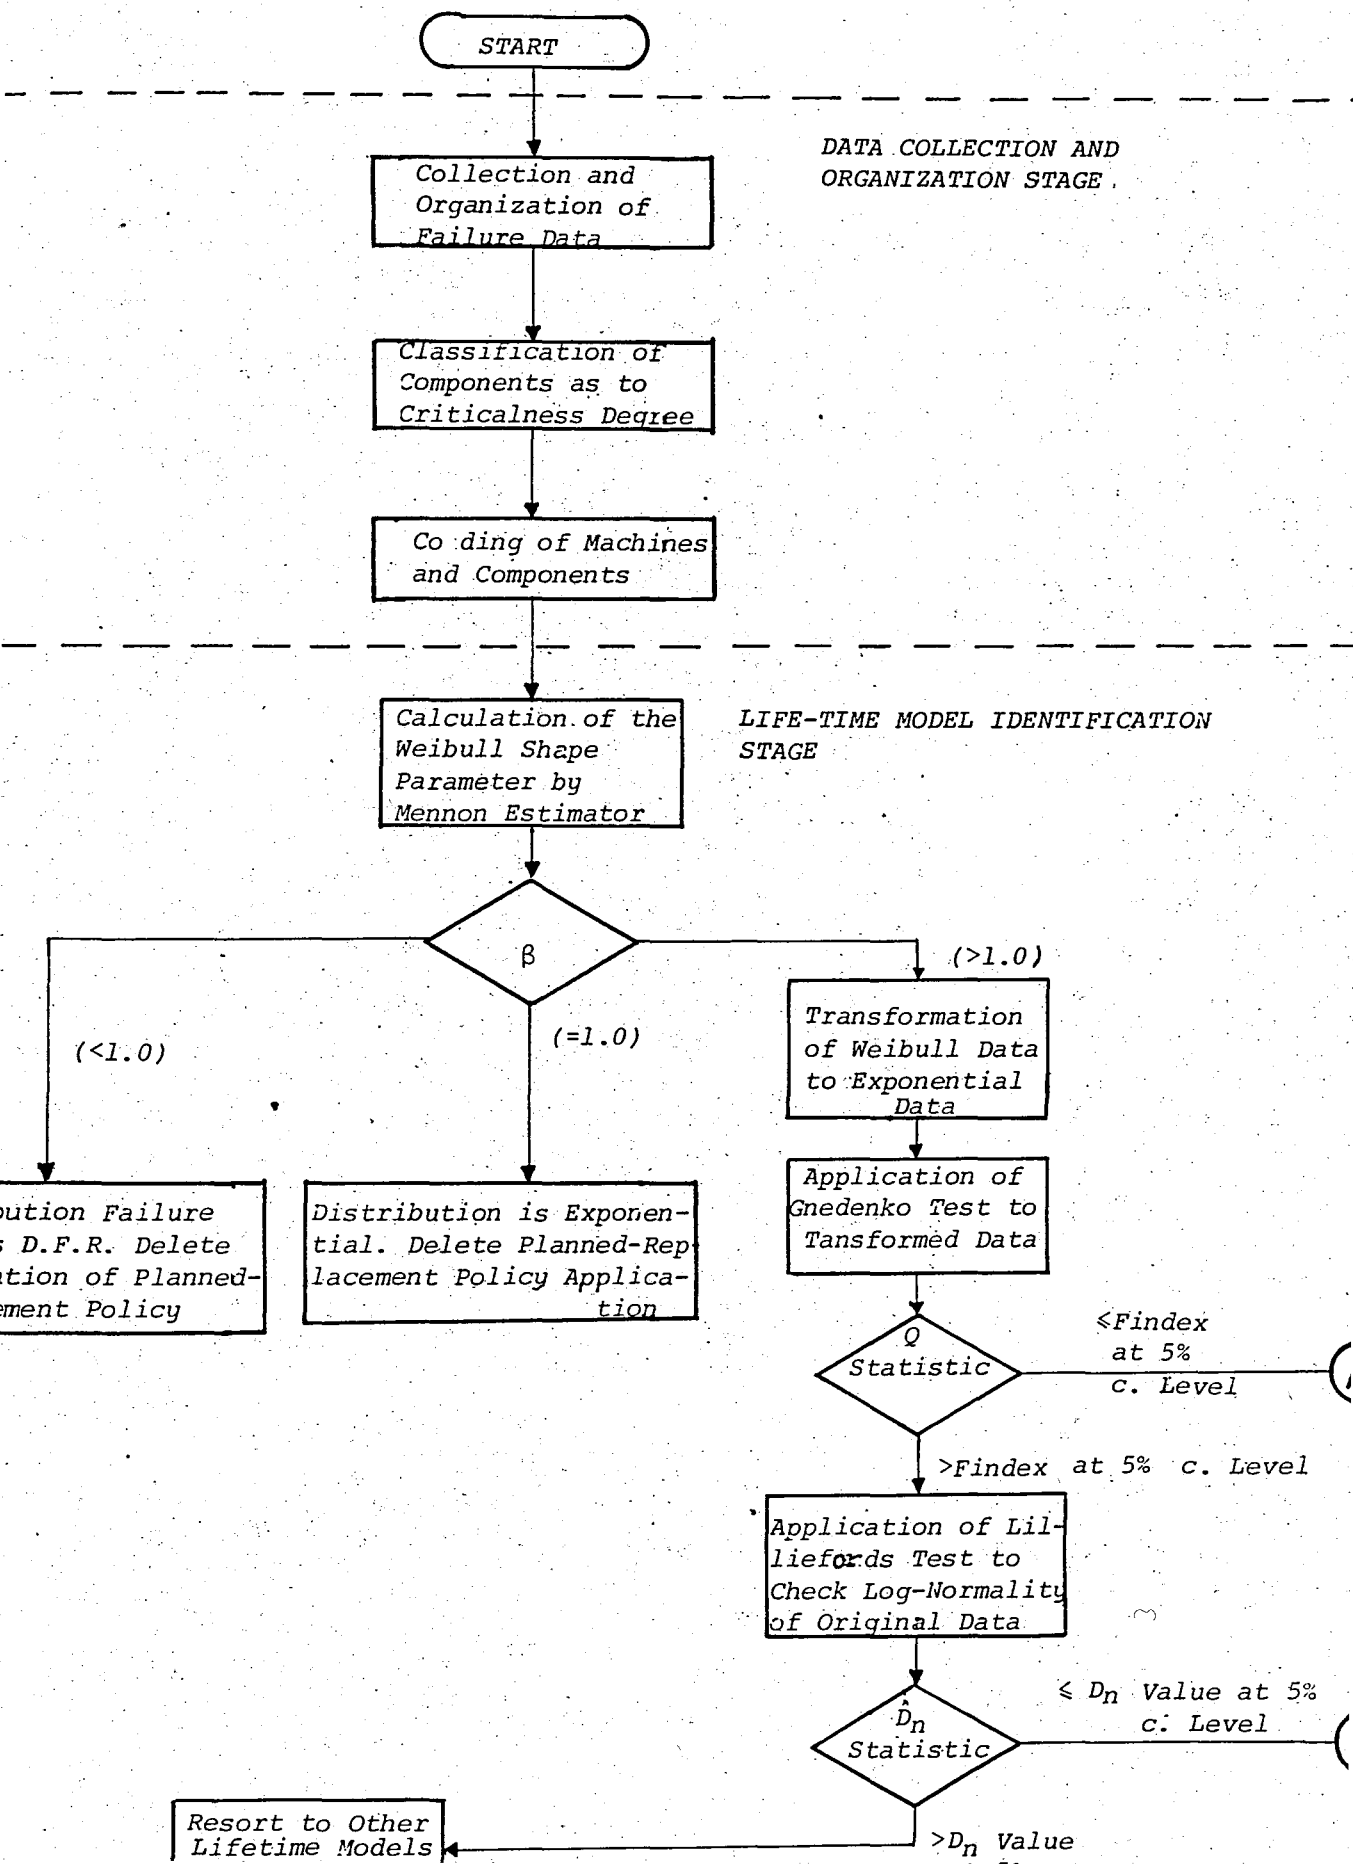 START
DATA COLLECTION AND
ORGANIZATION STAGE
Collection and
Organization of
Failure Data
Classification of
Components as to
Criticalness Degree
Co ding of Machines
and Components
LIFE-TIME MODEL IDENTIFICATION
STAGE
Calculation of the
Weibull Shape
Parameter by
Mennon Estimator
β
(<1.0)
(=1.0)
(>1.0)
Failure
D.F.R. Delete
of Planned-
Policy
Distribution is Exponen-
tial. Delete Planned-Rep
lacement Policy Applica-
tion
Transformation
of Weibull Data
to Exponential
Data
Application of
Gnedenko Test to
Tansformed Data
Q
Statistic
≤Findex
at 5%
c. Level
>Findex at 5% c. Level
Application of Lil-
liefords Test to
Check Log-Normality
of Original Data
D̂n
Statistic
≤ Dn Value at 5%
c. Level
>Dn Value
Resort to Other
Lifetime Models